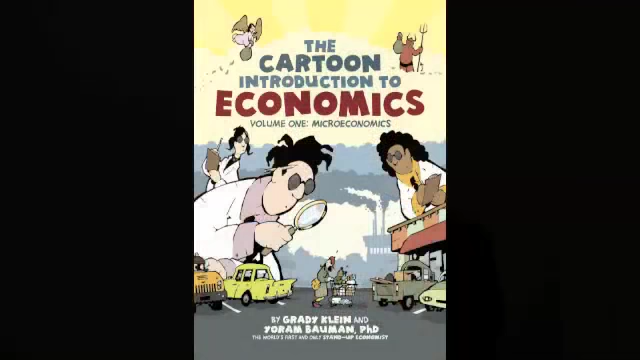 THE
CARTOON
INTRODUCTION TO
ECONOMICS
VOLUME ONE: MICROECONOMICS
BY GRADY KLEIN AND
YORAM BAUMAN, PhD
THE WORLD'S FIRST AND ONLY STAND-UP ECONOMIST